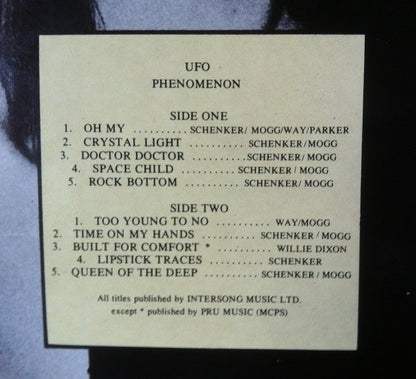 UFO
PHENOMENON
SIDE ONE
1. OH MY .......... SCHENKER/ MOGG/WAY/PARKER
2. CRYSTAL LIGHT .......... SCHENKER/MOGG
3. DOCTOR DOCTOR ..........SCHENKER/ MOGG
4. SPACE CHILD .......... SCHENKER/ MOGG
5. ROCK BOTTOM .......... SCHENKER/ MOGG
SIDE TWO
1. TOO YOUNG TO NO .......... WAY/MOGG
2. TIME ON MY HANDS .......... SCHENKER / MOGG
3. BUILT FOR COMFORT * .......... WILLIE DIXON
4. LIPSTICK TRACES .......... SCHENKER
5. QUEEN OF THE DEEP .......... SCHENKER / MOGG
All titles published by INTERSONG MUSIC LTD.
except * published by PRU MUSIC (MCPS)